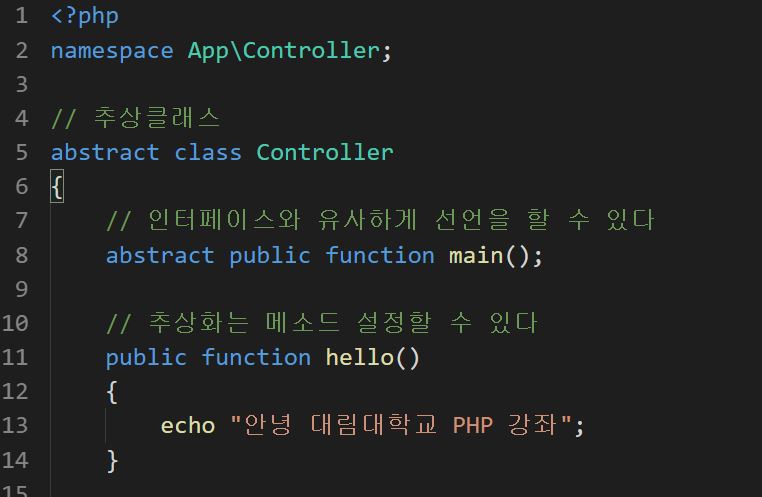 1 <?php
2 namespace App\Controller;
3
4 // 추상클래스
5 abstract class Controller
6 {
7 // 인터페이스와 유사하게 선언을 할 수 있다
8 abstract public function main();
9
10 // 추상화는 메소드 설정할 수 있다
11 public function hello()
12 {
13 echo "안녕 대림대학교 PHP 강좌";
14 }
15